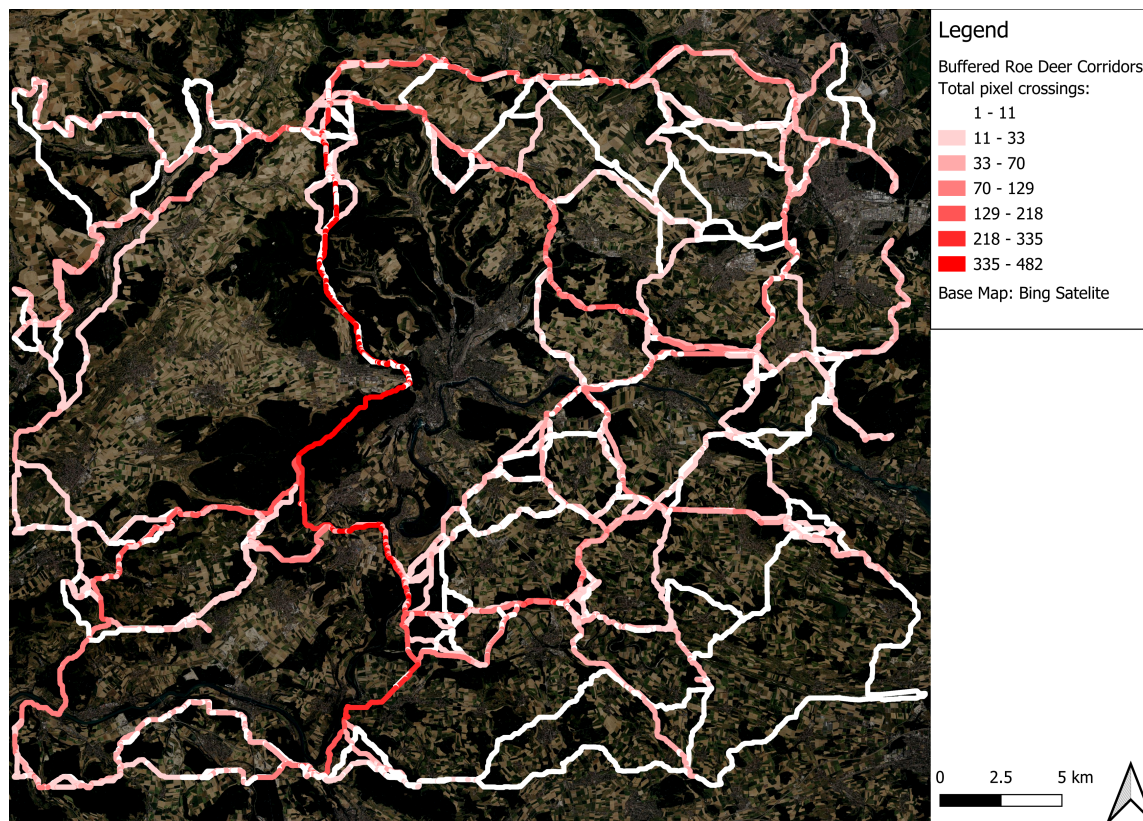 Legend
Buffered Roe Deer Corridors
Total pixel crossings:
1 - 11
11 - 33
33 - 70
70 - 129
129 - 218
218 - 335
335 - 482
Base Map: Bing Satelite
0 2.5 5 km